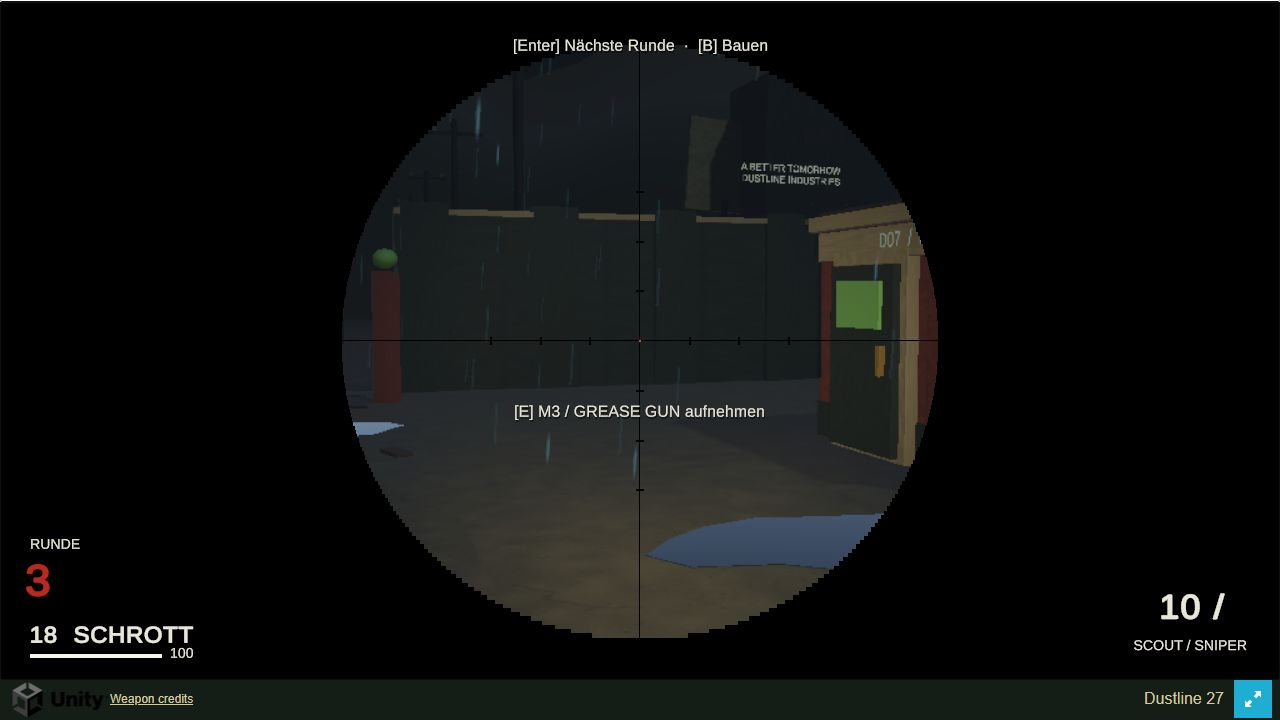 [Enter] Nächste Runde · [B] Bauen
A BETTER TOMORROW
DUSTLINE INDUSTRIES
D07 /
[E] M3 / GREASE GUN aufnehmen
RUNDE
3
18 SCHROTT
100
10 /
SCOUT / SNIPER
Unity
Weapon credits
Dustline 27